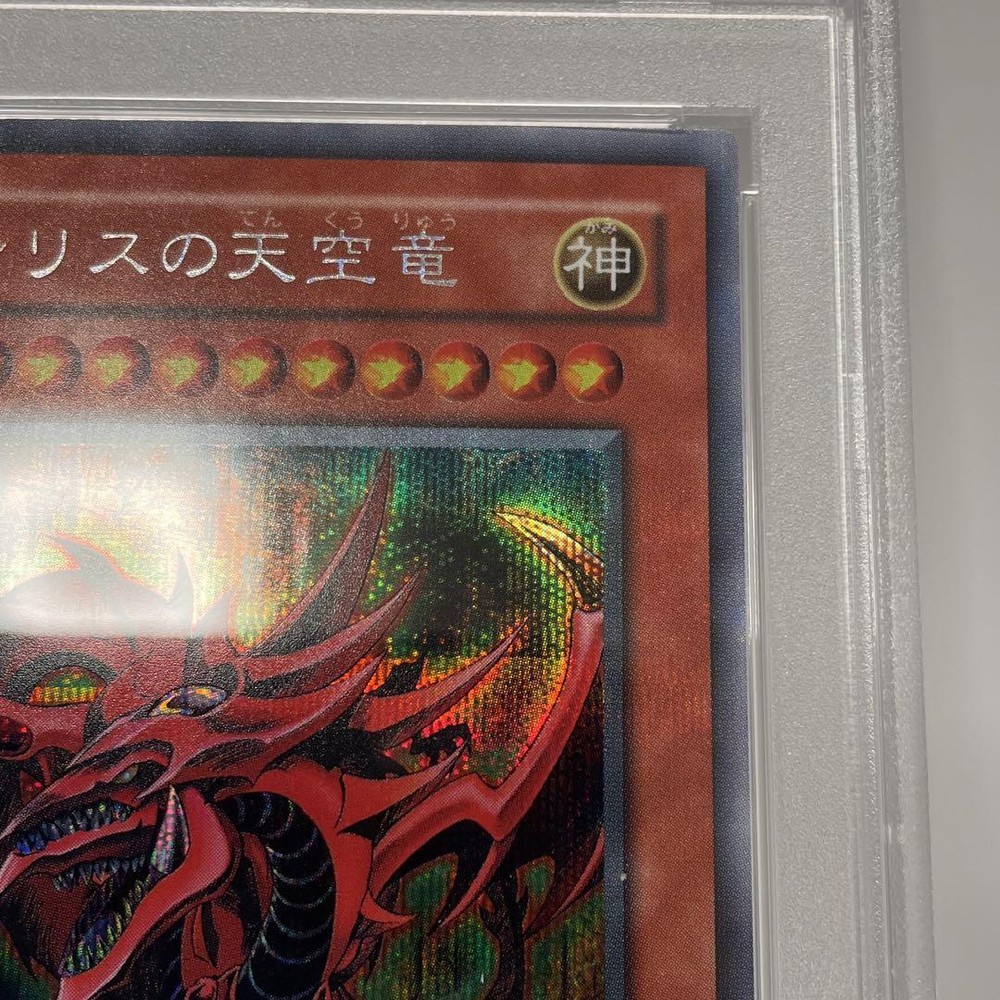 てん くう りゅう かみ
リスの天空竜 神